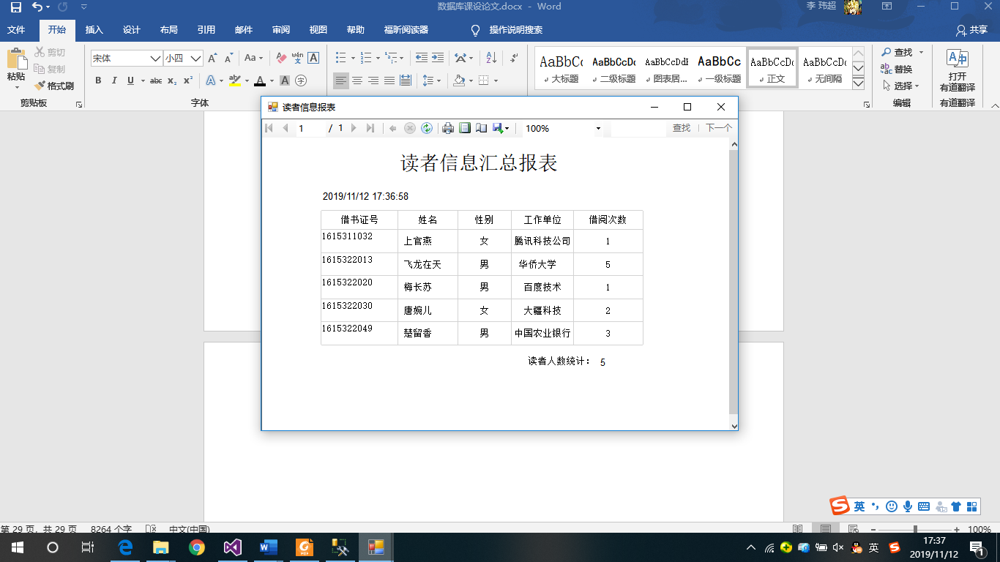 数据库课设论文.docx - Word 李 玮超
文件 开始 插入 设计 布局 引用 邮件 审阅 视图 帮助 福昕阅读器 操作说明搜索 共享
粘贴 剪切 复制 格式刷 剪贴板
宋体 小四 字体
AaBbCc 大标题 AaBbCcDc 二级标题 AaBbCcDdE 图表居... AaBbCc 一级标题 AaBbCcDc 正文 AaBbCcDc 无间隔
查找 替换 选择 编辑
打开 有道翻译 有道翻译
读者信息报表
1 / 1 100% 查找 下一个
读者信息汇总报表
2019/11/12 17:36:58
借书证号 姓名 性别 工作单位 借阅次数
1615311032 上官燕 女 腾讯科技公司 1
1615322013 飞龙在天 男 华侨大学 5
1615322020 梅长苏 男 百度技术 1
1615322030 唐婉儿 女 大疆科技 2
1615322049 楚留香 男 中国农业银行 3
读者人数统计： 5
英
第 29 页，共 29 页 8264 个字 中文(中国) 100%
英 17:37
2019/11/12